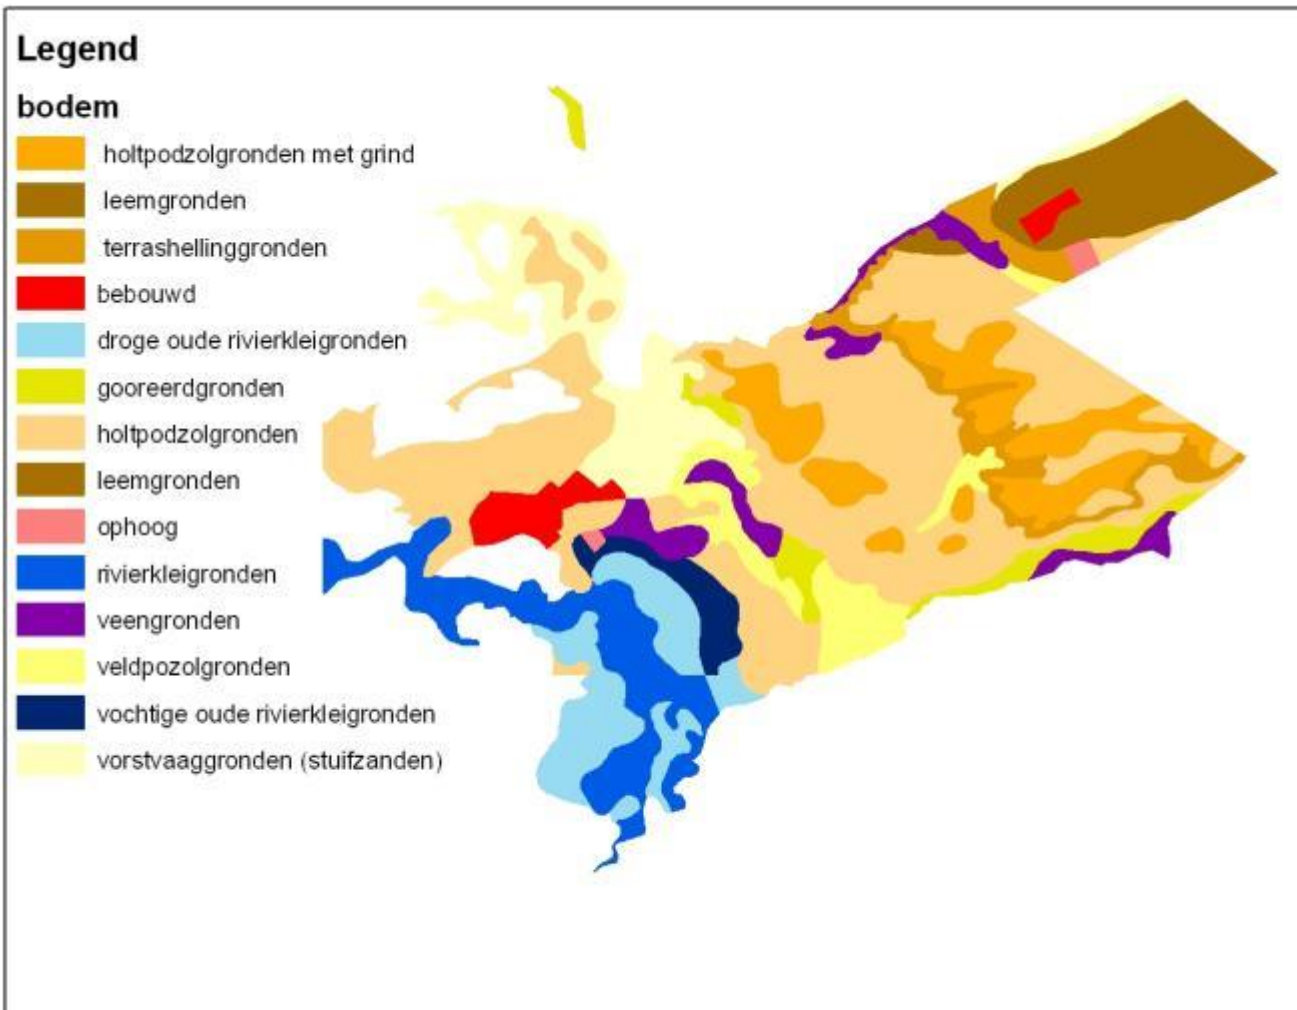 Legend
bodem
holtpodzolgronden met grind
leemgronden
terrashellinggronden
bebouwd
droge oude rivierkleigronden
gooreerdgronden
holtpodzolgronden
leemgronden
ophoog
rivierkleigronden
veengronden
veldpozolgronden
vochtige oude rivierkleigronden
vorstvaaggronden (stuifzanden)